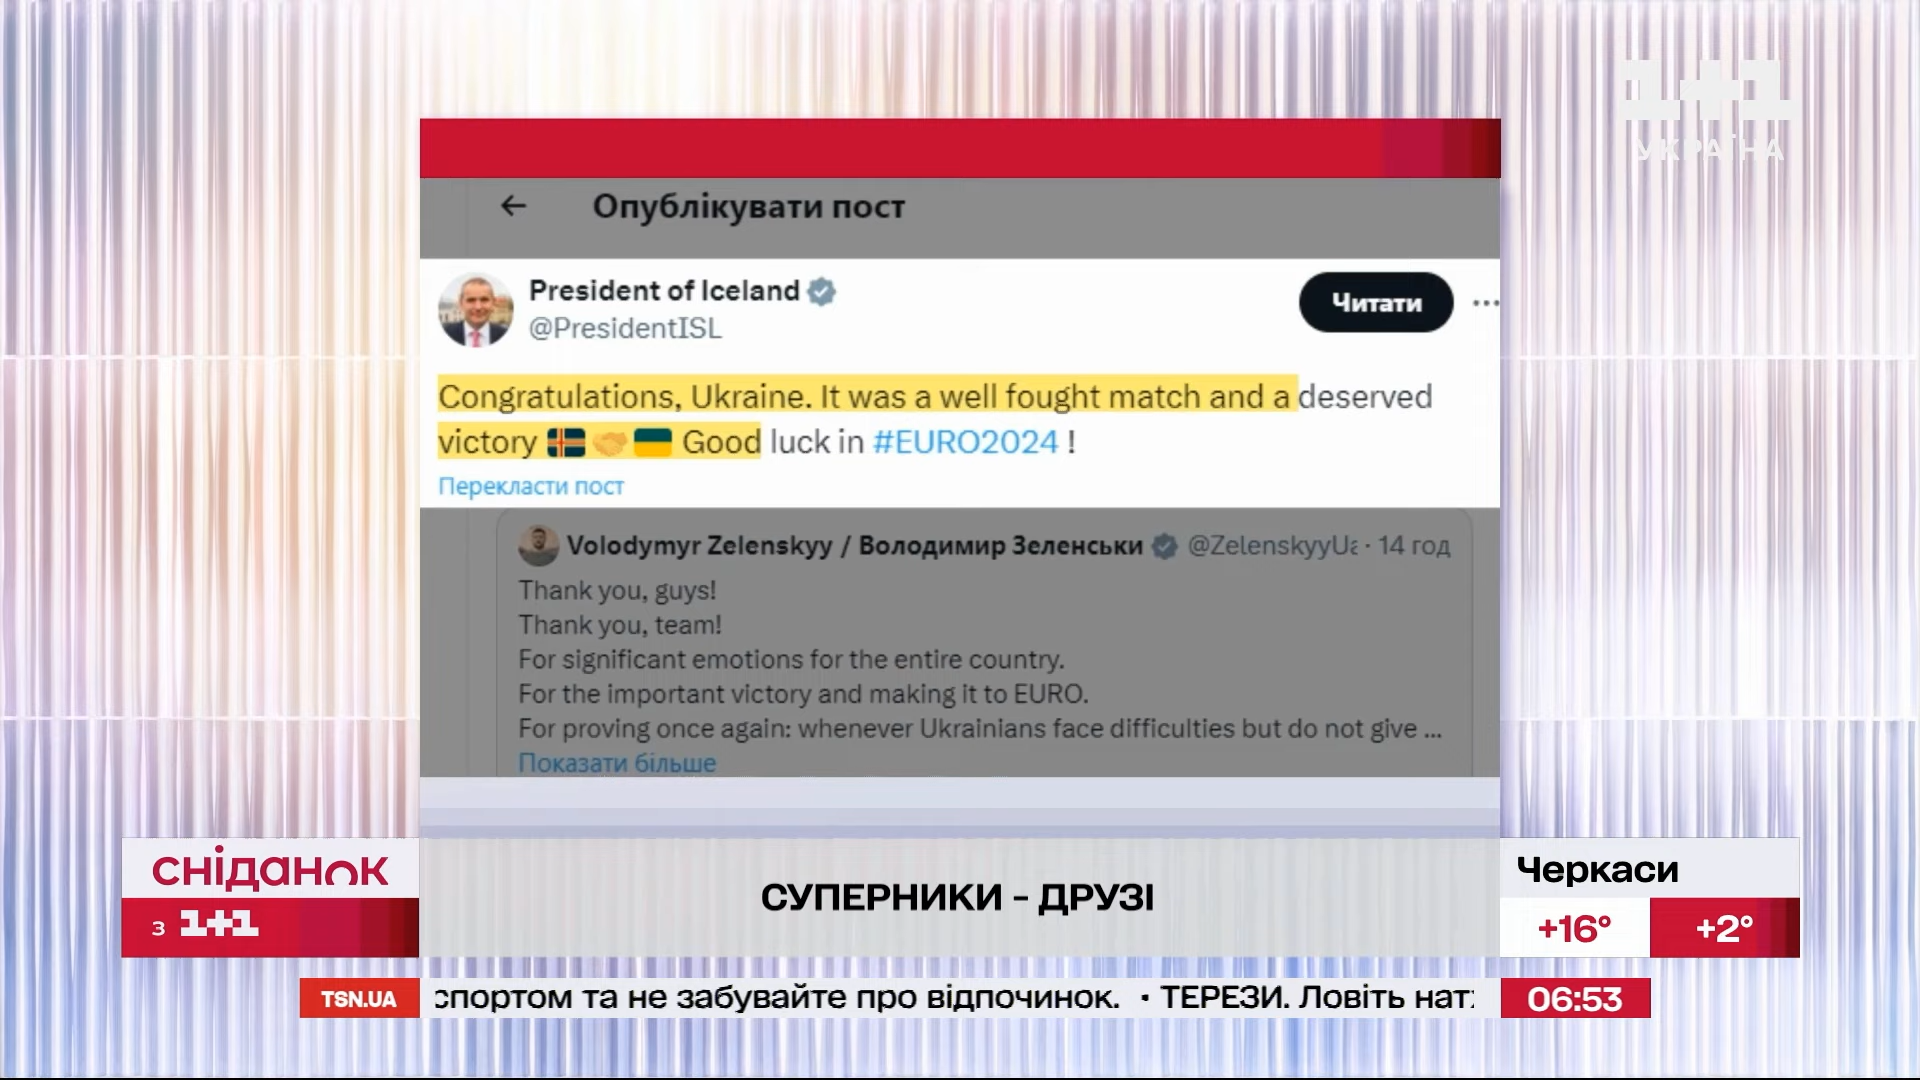 1+1
УКРАЇНА
Опублікувати пост
President of Iceland
@PresidentISL
Читати
Congratulations, Ukraine. It was a well fought match and a deserved
victory 🇮🇸🤝🇺🇦 Good luck in #EURO2024 !
Перекласти пост
Volodymyr Zelenskyy / Володимир Зеленськи @ZelenskyyUa · 14 год
Thank you, guys!
Thank you, team!
For significant emotions for the entire country.
For the important victory and making it to EURO.
For proving once again: whenever Ukrainians face difficulties but do not give ...
Показати більше
СНІДАНОК
з 1+1
СУПЕРНИКИ - ДРУЗІ
Черкаси
+16° +2°
TSN.UA
спортом та не забувайте про відпочинок. • ТЕРЕЗИ. Ловіть
06:53